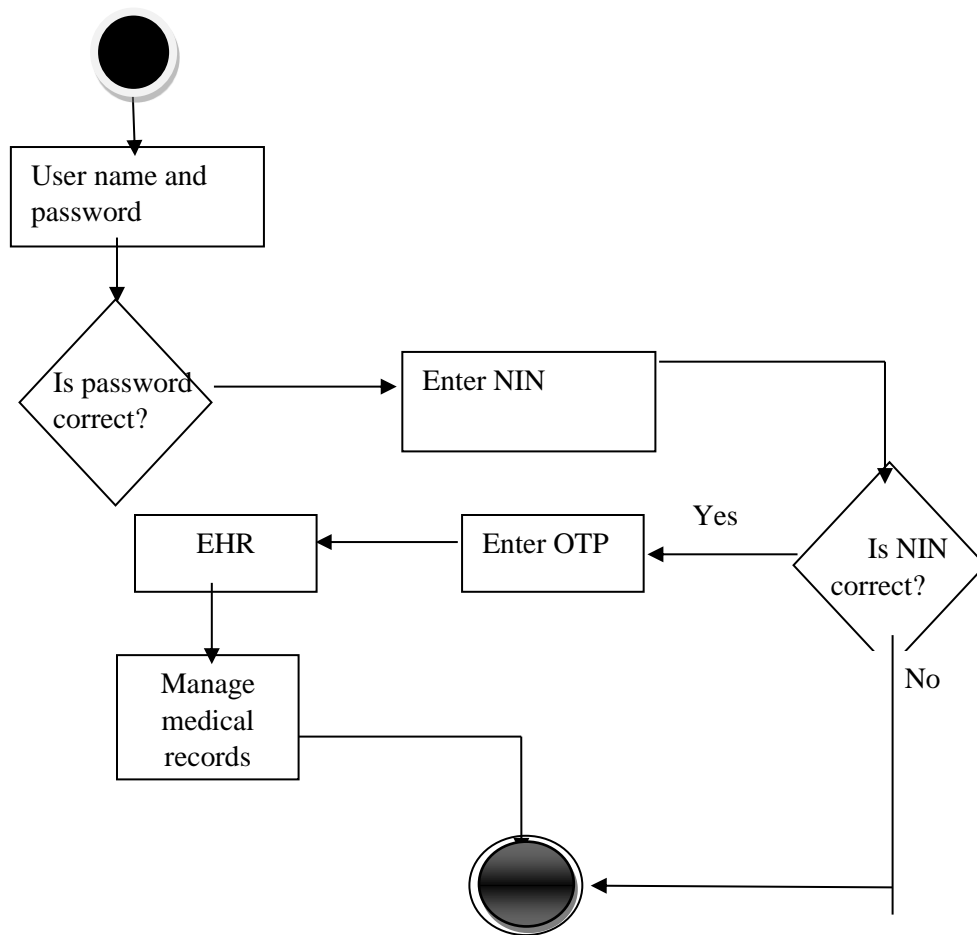 User name and
password
Is password
correct?
Enter NIN
Is NIN
correct?
Yes
Enter OTP
EHR
No
Manage
medical
records